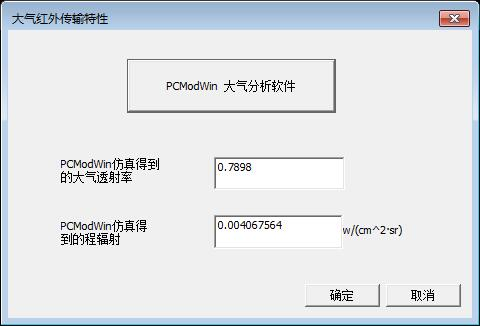 大气红外传输特性
PCModWin 大气分析软件
PCModWin仿真得到
的大气透射率
0.7898
PCModWin仿真得
到的程辐射
0.004067564
w/(cm^2·sr)
确定
取消